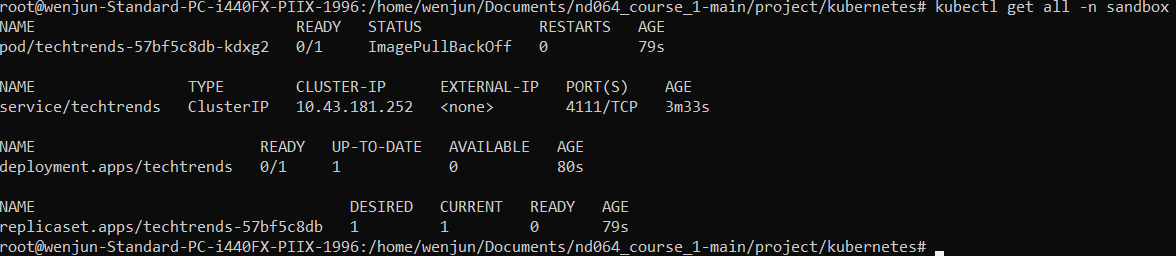 root@wenjun-Standard-PC-i440FX-PIIX-1996:/home/wenjun/Documents/nd064_course_1-main/project/kubernetes# kubectl get all -n sandbox
NAME READY STATUS RESTARTS AGE
pod/techtrends-57bf5c8db-kdxg2 0/1 ImagePullBackOff 0 79s
NAME TYPE CLUSTER-IP EXTERNAL-IP PORT(S) AGE
service/techtrends ClusterIP 10.43.181.252 <none> 4111/TCP 3m33s
NAME READY UP-TO-DATE AVAILABLE AGE
deployment.apps/techtrends 0/1 1 0 80s
NAME DESIRED CURRENT READY AGE
replicaset.apps/techtrends-57bf5c8db 1 1 0 79s
root@wenjun-Standard-PC-i440FX-PIIX-1996:/home/wenjun/Documents/nd064_course_1-main/project/kubernetes#